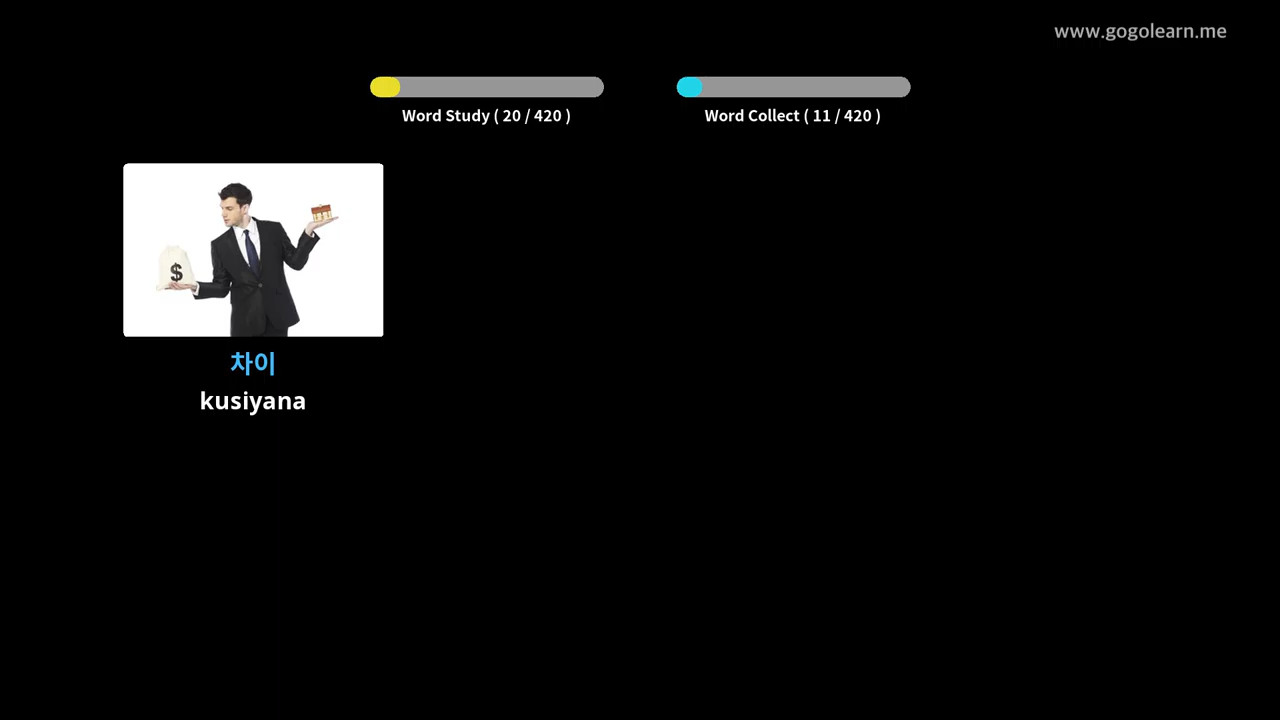 www.gogolearn.me
Word Study ( 20 / 420 )
Word Collect ( 11 / 420 )
$
차이
kusiyana